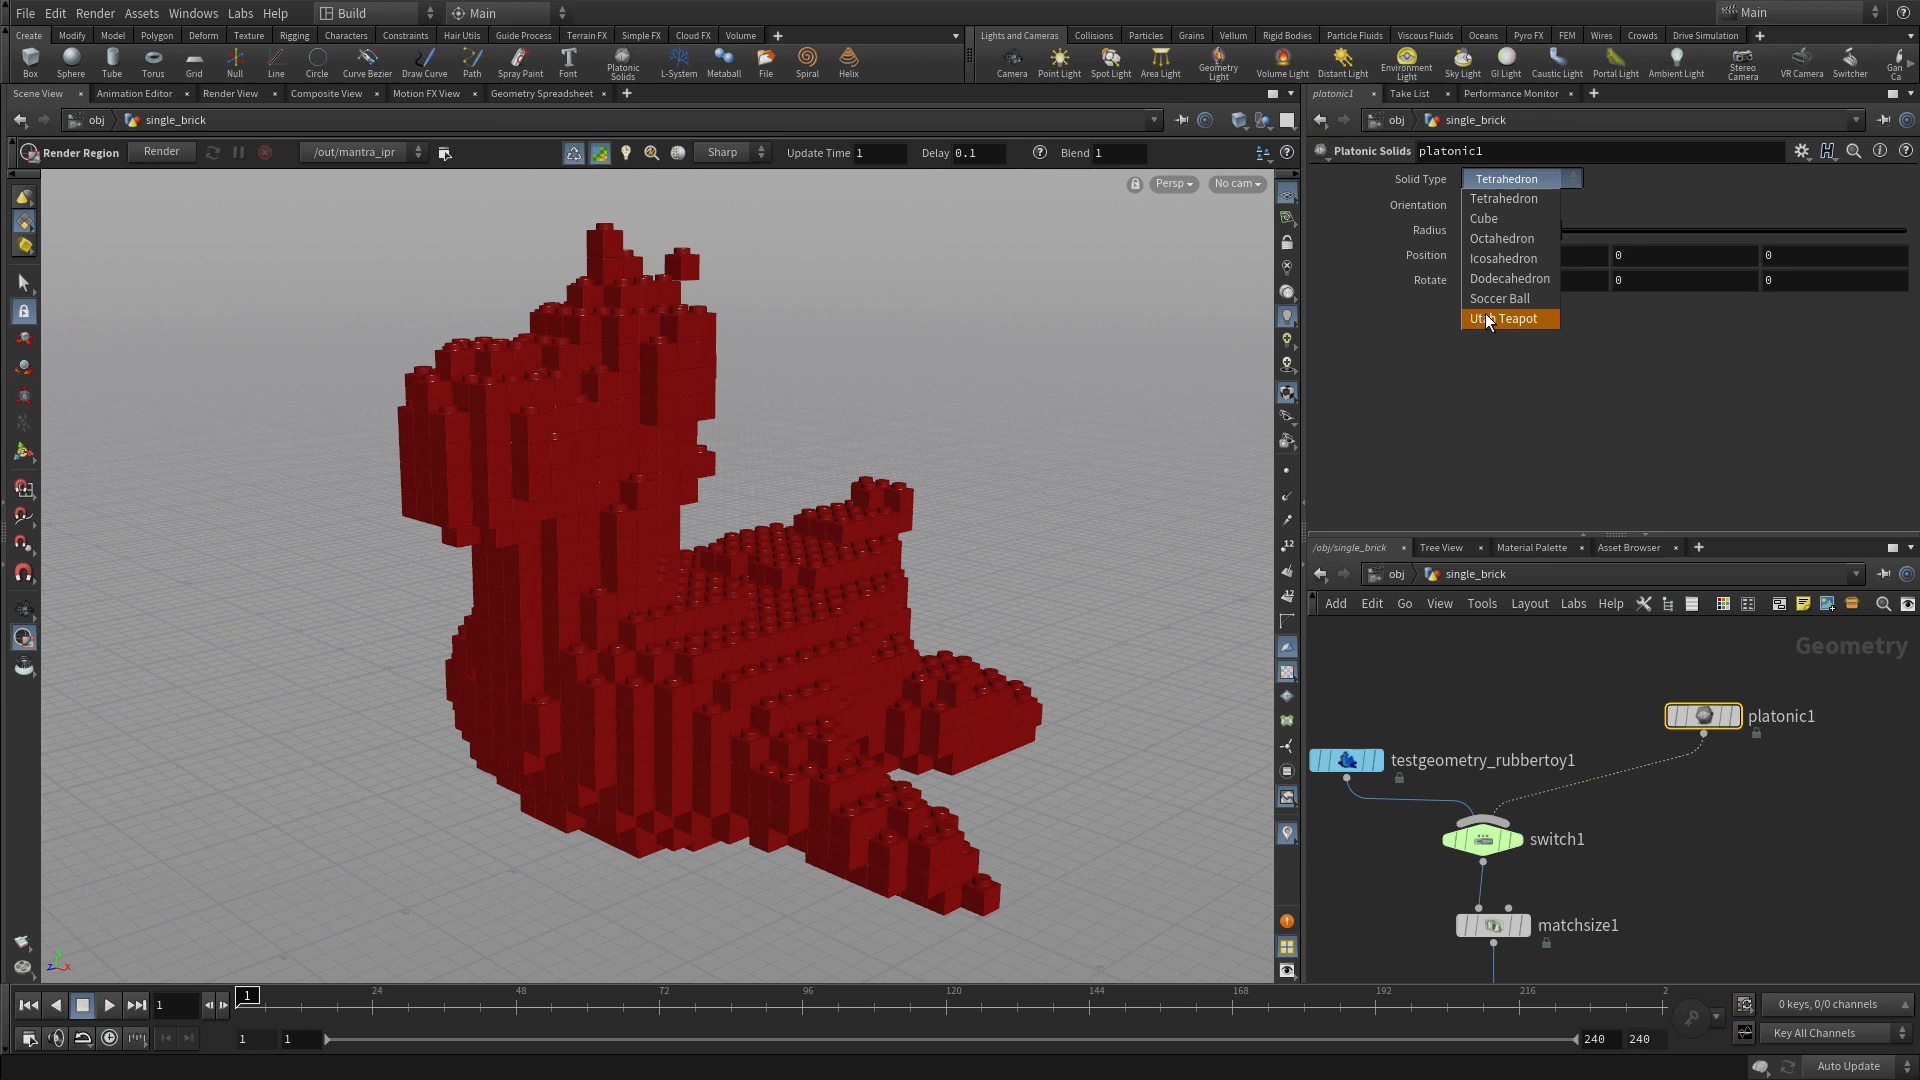 File Edit Render Assets Windows Labs Help Build Main Main
Create Modify Model Polygon Deform Texture Rigging Characters Constraints Hair Utils Guide Process Terrain FX Simple FX Cloud FX Volume
Lights and Cameras Collisions Particles Grains Vellum Rigid Bodies Particle Fluids Viscous Fluids Oceans Pyro FX FEM Wires Crowds Drive Simulation
Box Sphere Tube Torus Grid Null Line Circle Curve Bezier Draw Curve Path Spray Paint Font Platonic Solids L-System Metaball File Spiral Helix
Camera Point Light Spot Light Area Light Geometry Light Volume Light Distant Light Environment Light Sky Light GI Light Caustic Light Portal Light Ambient Light Stereo Camera VR Camera Switcher Gan Ca
Scene View Animation Editor Render View Composite View Motion FX View Geometry Spreadsheet
platonic1 Take List Performance Monitor
obj single_brick
obj single_brick
Render Region Render /out/mantra_ipr Sharp Update Time 1 Delay 0.1 Blend 1
Platonic Solids platonic1
Persp No cam
Solid Type Tetrahedron
Tetrahedron
Orientation
Cube
Radius
Octahedron
Position 0 0
Icosahedron
Rotate 0 0
Dodecahedron
Soccer Ball
Utah Teapot
/obj/single_brick Tree View Material Palette Asset Browser
obj single_brick
Add Edit Go View Tools Layout Labs Help
Geometry
platonic1
testgeometry_rubbertoy1
switch1
matchsize1
12
12
y
z x
1 1 24 48 72 96 120 144 168 192 216 2
0 keys, 0/0 channels
1 1 240 240
Key All Channels
Auto Update